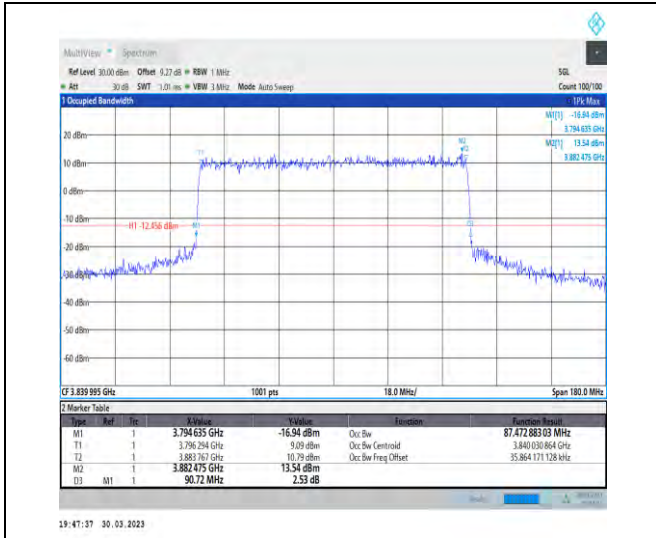 MultiView Spectrum
Ref Level 30.00 dBm Offset 9.27 dB RBW 1 MHz SGL
Att 30 dB SWT 1.01 ms VBW 3 MHz Mode Auto Sweep Count 100/100
1 Occupied Bandwidth 1Pk Max
M1[1] -16.94 dBm
3.794 635 GHz
M2[1] 13.54 dBm
3.882 475 GHz
20 dBm
M2
T1
10 dBm
0 dBm
-10 dBm
H1 -12.456 dBm
-30 dBm
-40 dBm
-50 dBm
-60 dBm
CF 3.839 995 GHz 1001 pts 18.0 MHz/ Span 180.0 MHz
2 Marker Table
Type Ref Trc X-Value Y-Value Function Function Result
M1 1 3.794 635 GHz -16.94 dBm Occ Bw 87.472 883 03 MHz
T1 1 3.796 294 GHz 9.09 dBm Occ Bw Centroid 3.840 030 864 GHz
T2 1 3.883 767 GHz 10.79 dBm Occ Bw Freq Offset 35.864 171 128 kHz
M2 1 3.882 475 GHz 13.54 dBm
D3 M1 1 90.72 MHz 2.53 dB
19:47:37 30.03.2023